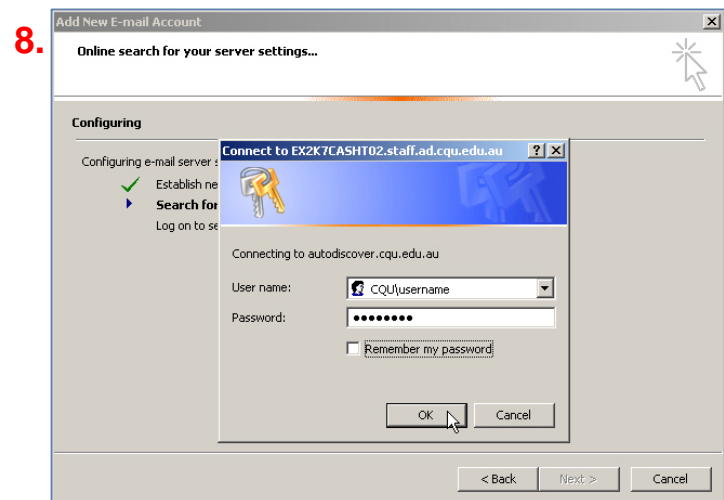 8.
Add New E-mail Account
Online search for your server settings...
Configuring
Configuring e-mail server s
Establish ne
Search for
Log on to se
Connect to EX2K7CASHT02.staff.ad.cqu.edu.au
Connecting to autodiscover.cqu.edu.au
User name:
CQU\username
Password:
••••••••
Remember my password
OK
Cancel
< Back
Next >
Cancel